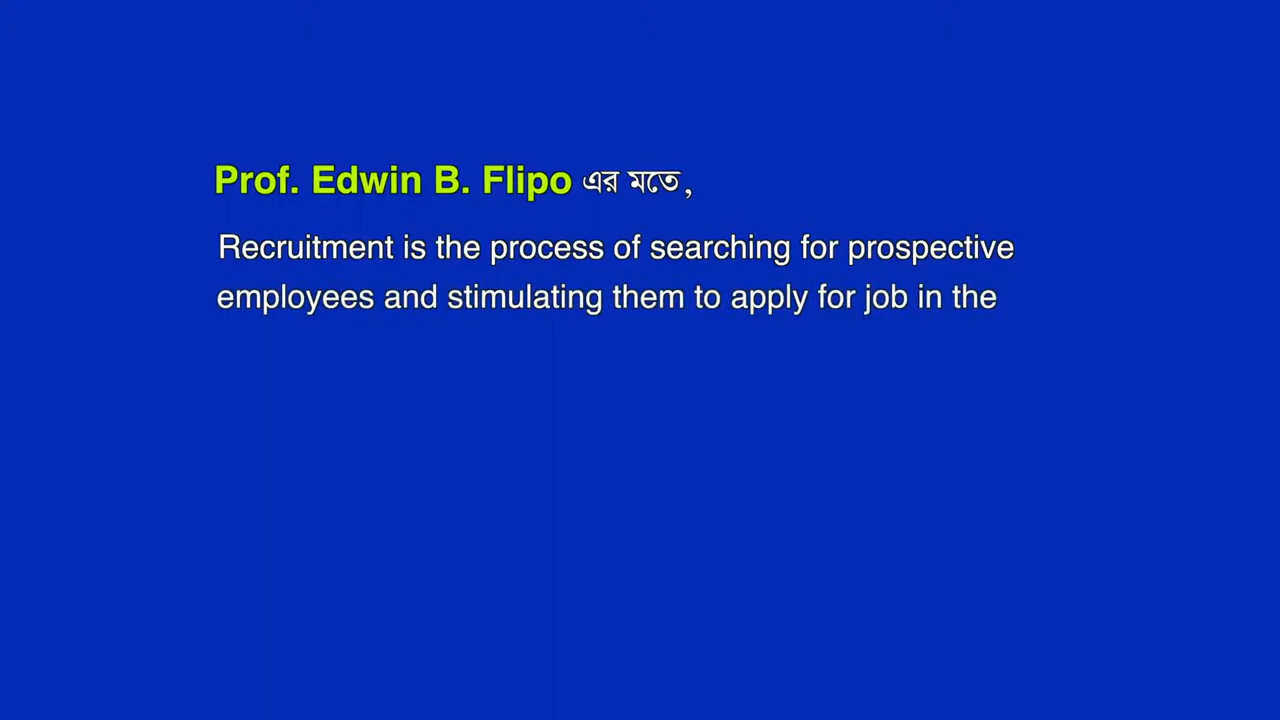 Prof. Edwin B. Flipo এর মতে,
Recruitment is the process of searching for prospective
employees and stimulating them to apply for job in the